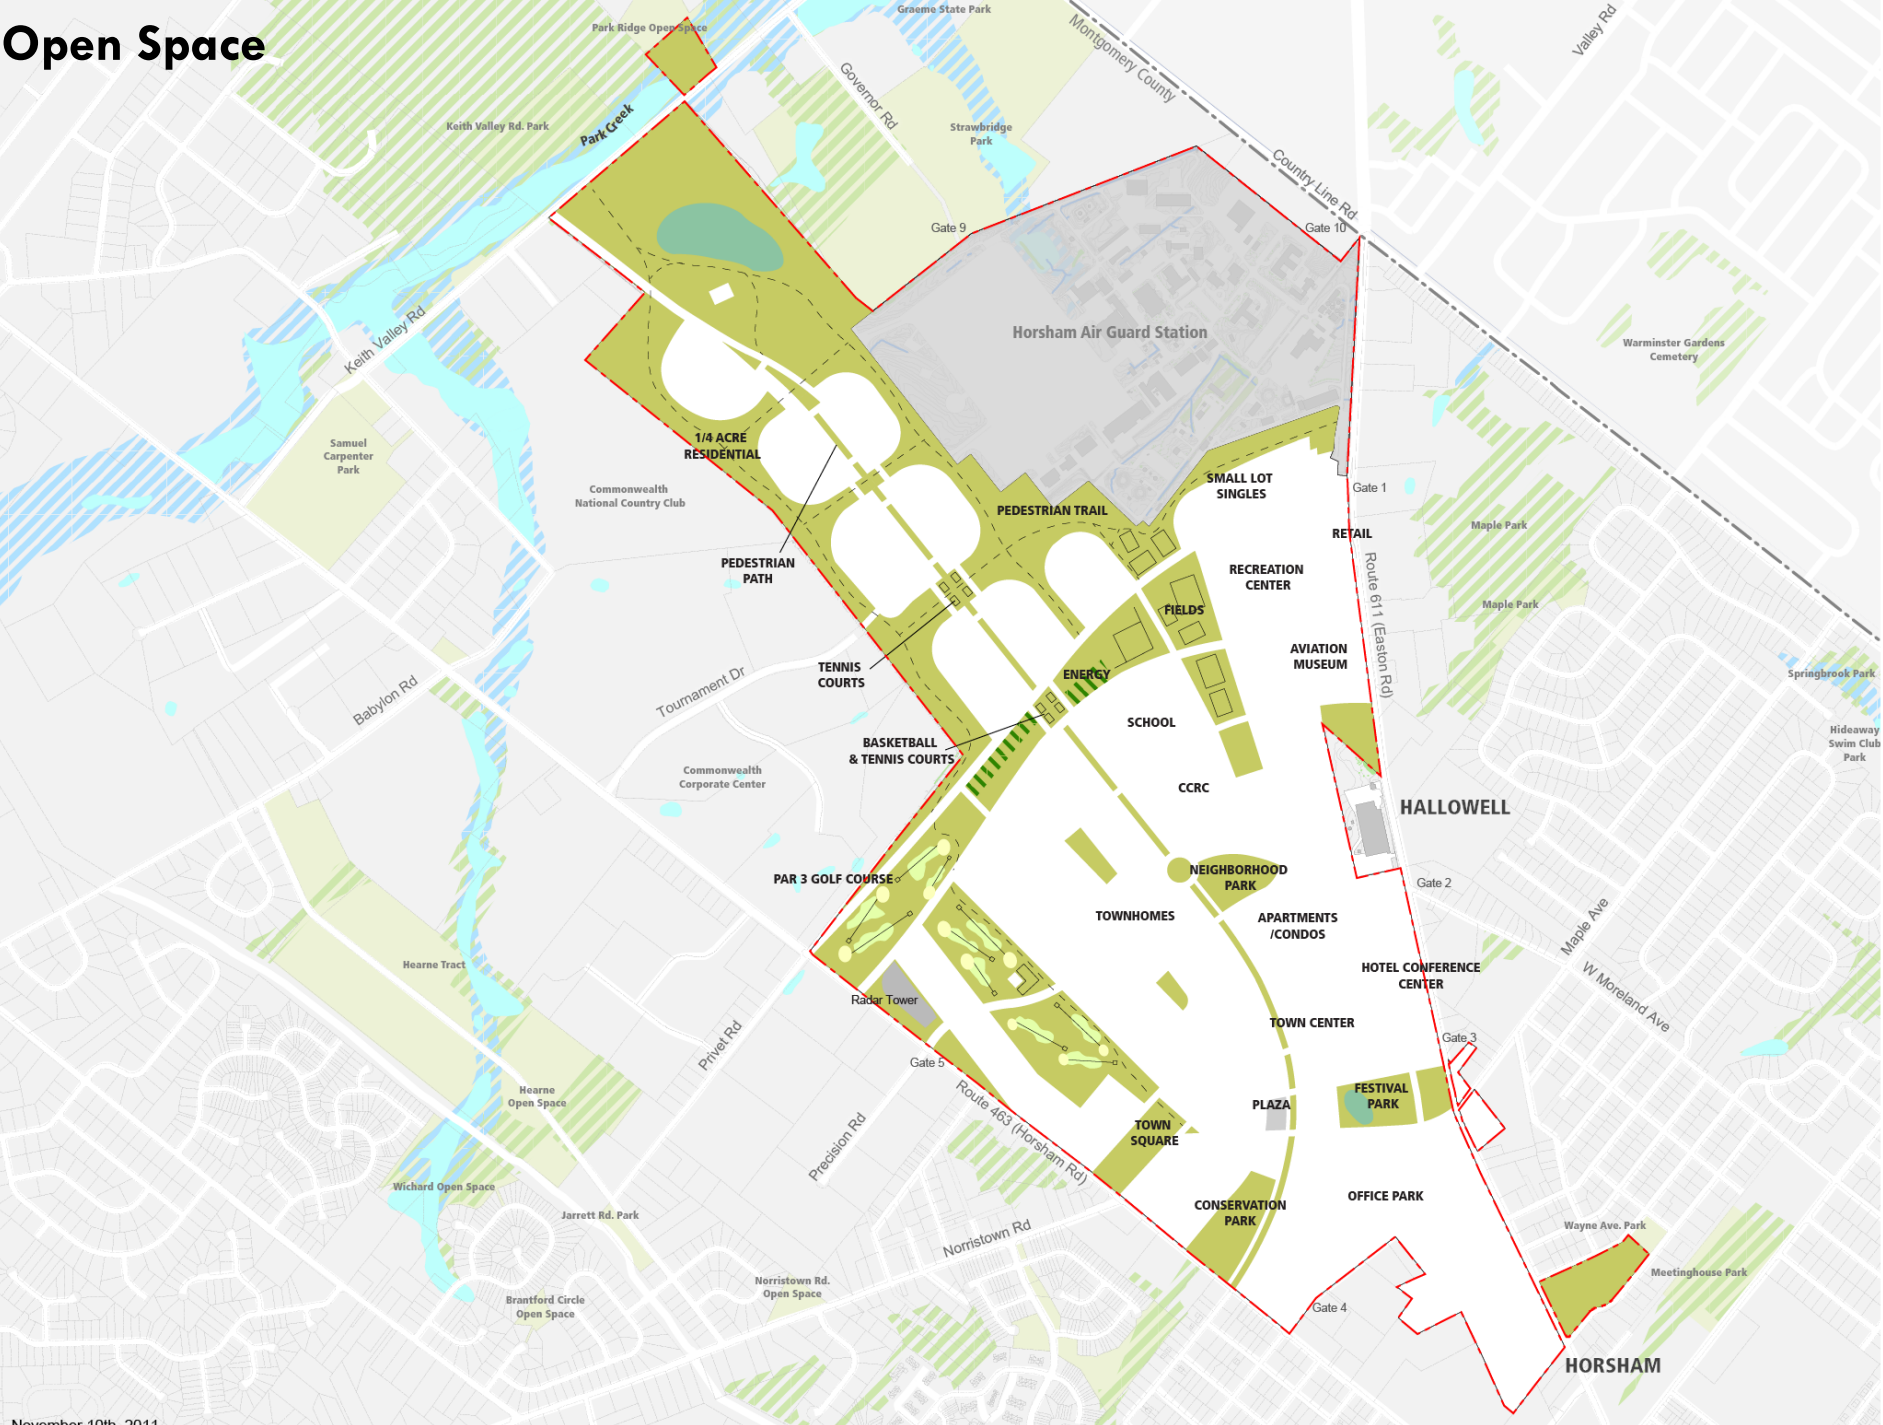 Open Space
Park Ridge Open Space
Graeme State Park
Montgomery County
Valley Rd
Governor Rd
Keith Valley Rd. Park
Park Creek
Strawbridge
Park
Country Line Rd
Gate 9
Gate 10
Horsham Air Guard Station
Keith Valley Rd
Warminster Gardens
Cemetery
Samuel
Carpenter
Park
1/4 ACRE
RESIDENTIAL
Commonwealth
National Country Club
SMALL LOT
SINGLES
Gate 1
PEDESTRIAN TRAIL
RETAIL
Maple Park
PEDESTRIAN
PATH
RECREATION
CENTER
Route 611 (Easton Rd)
Maple Park
FIELDS
AVIATION
MUSEUM
TENNIS
COURTS
ENERGY
Springbrook Park
Babylon Rd
Tournament Dr
SCHOOL
BASKETBALL
& TENNIS COURTS
Hideaway
Swim Club
Park
Commonwealth
Corporate Center
CCRC
HALLOWELL
PAR 3 GOLF COURSE
NEIGHBORHOOD
PARK
Gate 2
TOWNHOMES
APARTMENTS
/CONDOS
Maple Ave
Hearne Tract
HOTEL CONFERENCE
CENTER
W Moreland Ave
Radar Tower
TOWN CENTER
Gate 3
Privet Rd
Gate 5
Hearne
Open Space
Route 463 (Horsham Rd)
PLAZA
FESTIVAL
PARK
TOWN
SQUARE
Precision Rd
Wichard Open Space
Jarrett Rd. Park
CONSERVATION
PARK
OFFICE PARK
Norristown Rd
Wayne Ave. Park
Meetinghouse Park
Norristown Rd.
Open Space
Brantford Circle
Open Space
Gate 4
HORSHAM
November 10th, 2011